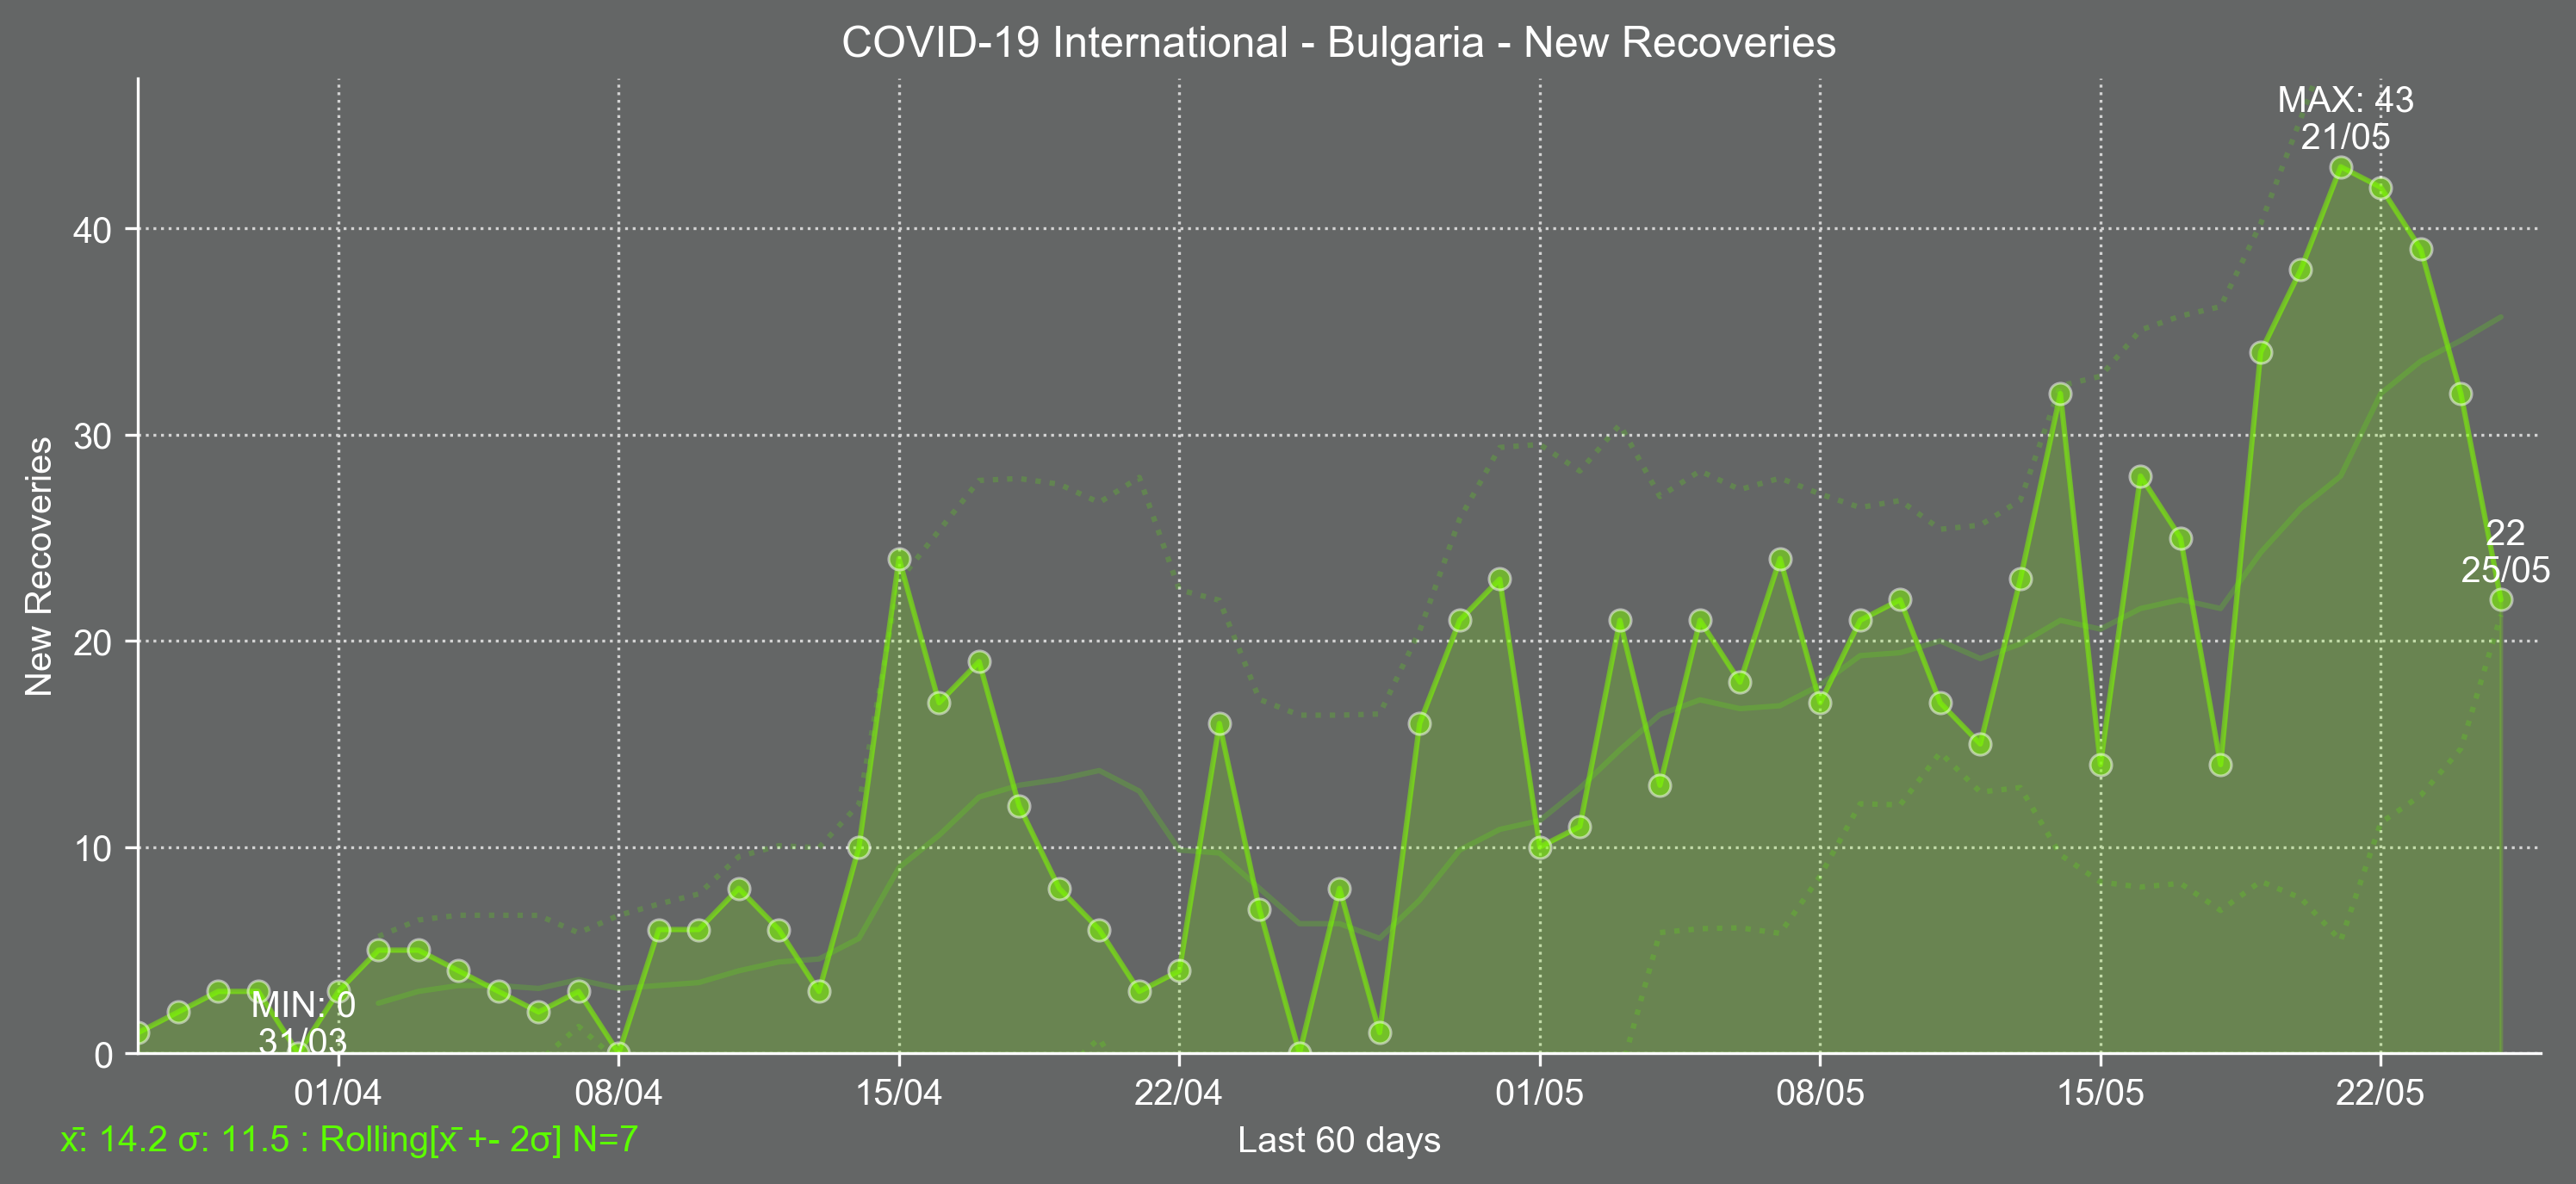 COVID-19 International - Bulgaria - New Recoveries
New Recoveries
40
30
20
10
0
MAX: 43
21/05
22
25/05
MIN: 0
31/03
01/04
08/04
15/04
22/04
01/05
08/05
15/05
22/05
x̄: 14.2 σ: 11.5 : Rolling[x̄ +- 2σ] N=7
Last 60 days